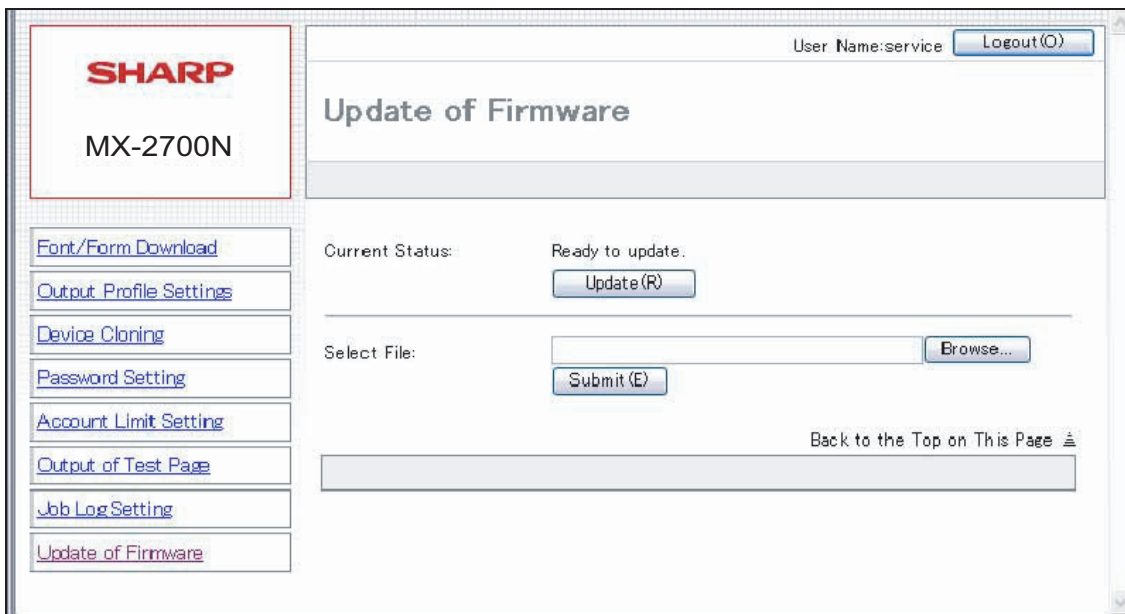 SHARP
MX-2700N
User Name:service Logout(O)
Update of Firmware
Font/Form Download
Output Profile Settings
Device Cloning
Password Setting
Account Limit Setting
Output of Test Page
Job Log Setting
Update of Firmware
Current Status: Ready to update.
Update(R)
Select File: Browse...
Submit(E)
Back to the Top on This Page